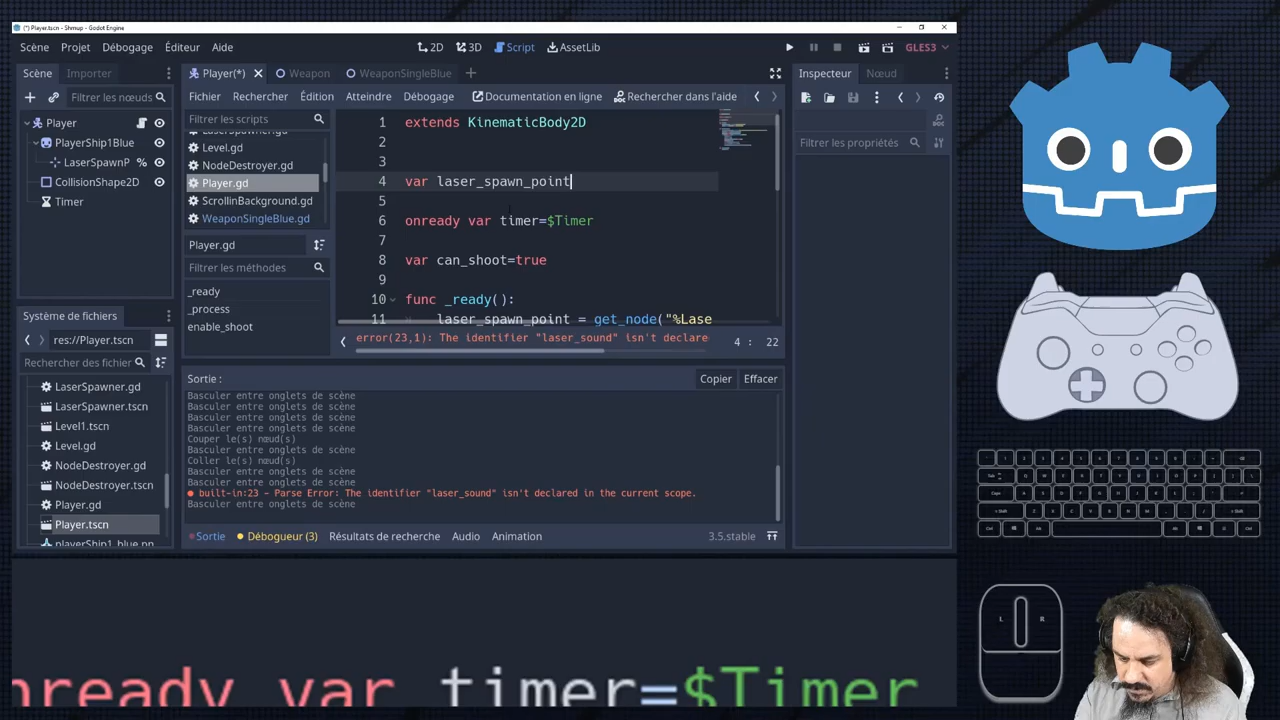 (*) Player.tscn - Shmup - Godot Engine
Scène Projet Débogage Éditeur Aide
2D 3D Script AssetLib
GLES3
Scène Importer
Filtrer les nœuds
Player
PlayerShip1Blue
LaserSpawnP
CollisionShape2D
Timer
Système de fichiers
res://Player.tscn
Rechercher des fichier
LaserSpawner.gd
LaserSpawner.tscn
Level1.tscn
Level.gd
NodeDestroyer.gd
NodeDestroyer.tscn
Player.gd
Player.tscn
playerShip1_blue.pn
Player(*) Weapon WeaponSingleBlue
Fichier Rechercher Édition Atteindre Débogage Documentation en ligne Rechercher dans l'aide
Filtrer les scripts
LaserSpawner.gd
Level.gd
NodeDestroyer.gd
Player.gd
ScrollinBackground.gd
WeaponSingleBlue.gd
Player.gd
Filtrer les méthodes
_ready
_process
enable_shoot
1 extends KinematicBody2D
2
3
4 var laser_spawn_point
5
6 onready var timer=$Timer
7
8 var can_shoot=true
9
10 func _ready():
11 laser_spawn_point = get_node("%Lase
error(23,1): The identifier "laser_sound" isn't declare
4 : 22
Sortie :
Copier Effacer
Basculer entre onglets de scène
Basculer entre onglets de scène
Basculer entre onglets de scène
Basculer entre onglets de scène
Couper le(s) nœud(s)
Basculer entre onglets de scène
Coller le(s) nœud(s)
Basculer entre onglets de scène
Basculer entre onglets de scène
built-in:23 - Parse Error: The identifier "laser_sound" isn't declared in the current scope.
Basculer entre onglets de scène
Sortie Débogueur (3) Résultats de recherche Audio Animation
3.5.stable
Inspecteur Nœud
Filtrer les propriétés
nready var timer=$Timer
L R